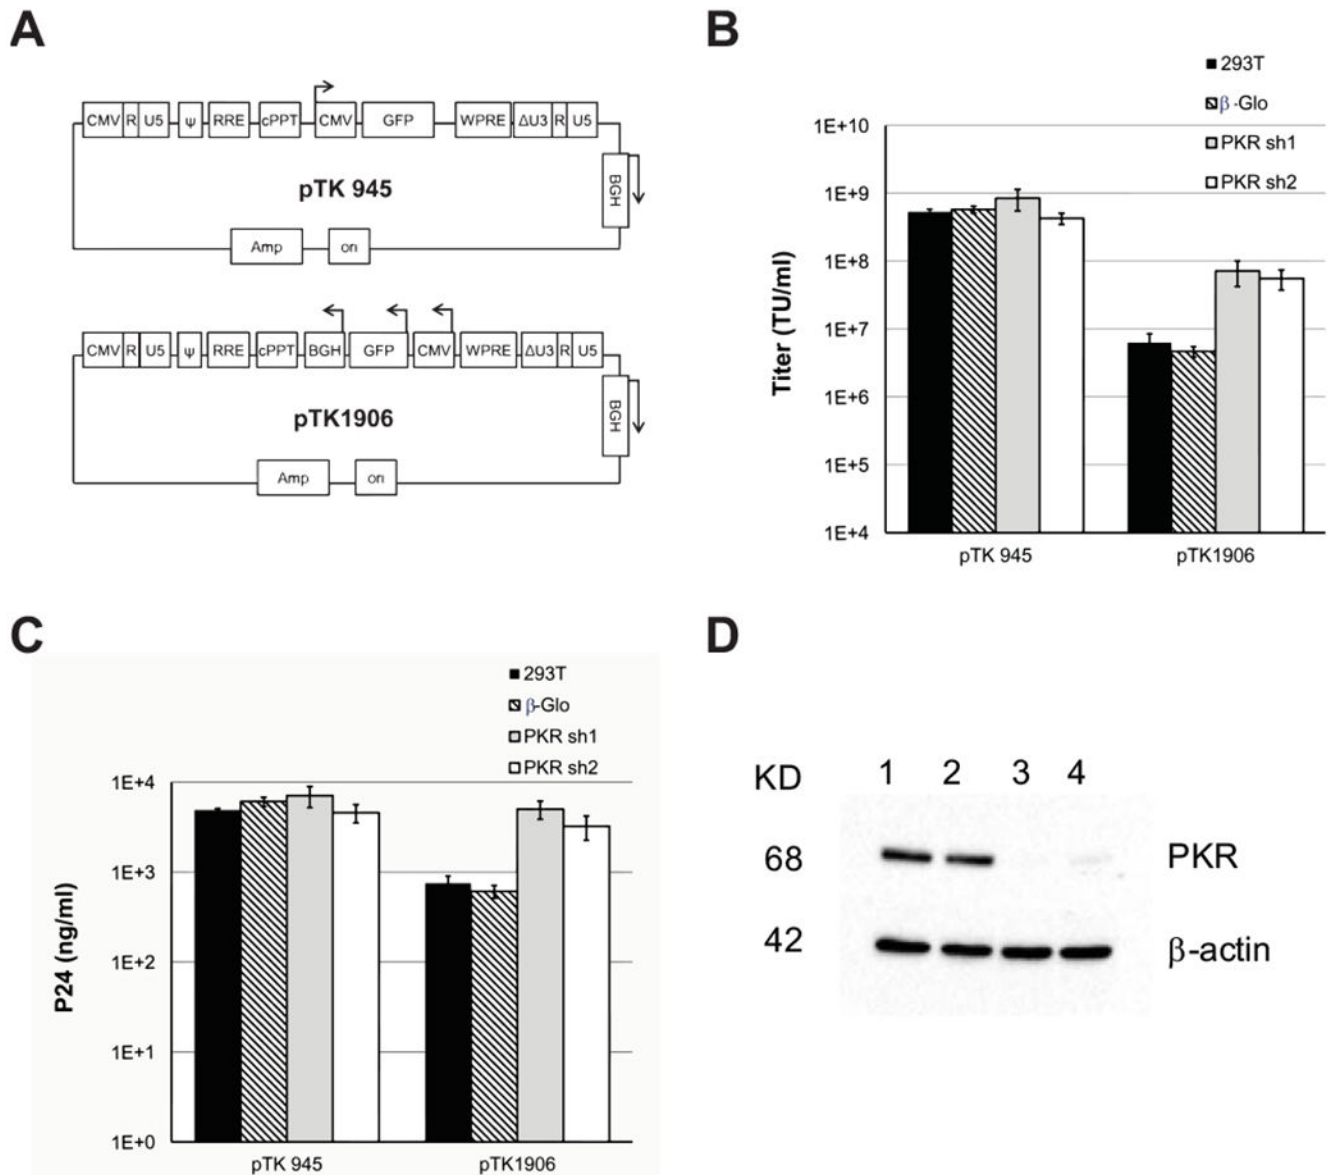 A
CMV R U5 ψ RRE cPPT CMV GFP WPRE ΔU3 R U5
BGH
pTK 945
Amp ori
CMV R U5 ψ RRE cPPT BGH GFP CMV WPRE ΔU3 R U5
BGH
pTK1906
Amp ori
B
293T
β-Glo
PKR sh1
PKR sh2
Titer (TU/ml)
1E+10
1E+9
1E+8
1E+7
1E+6
1E+5
1E+4
pTK 945 pTK1906
C
293T
β-Glo
PKR sh1
PKR sh2
P24 (ng/ml)
1E+4
1E+3
1E+2
1E+1
1E+0
pTK 945 pTK1906
D
KD 1 2 3 4
68 PKR
42 β-actin